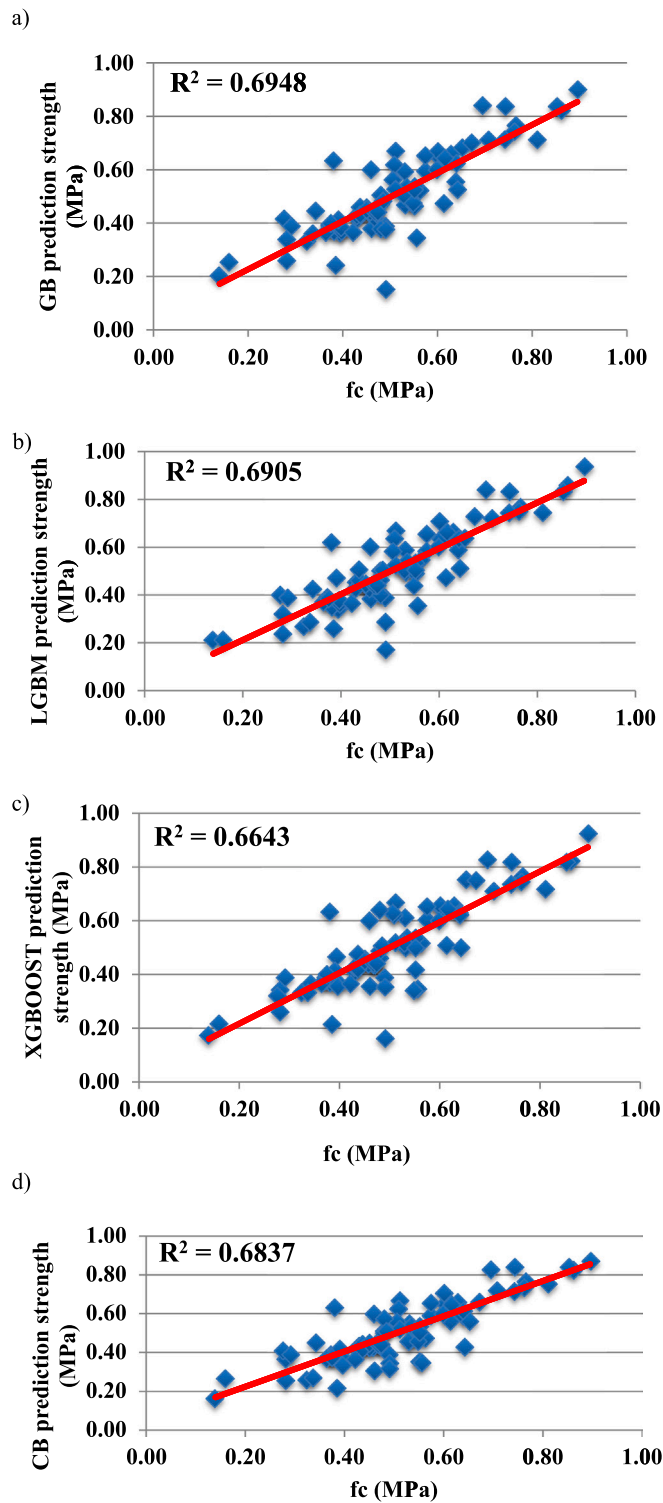 a)
R² = 0.6948
1.00
0.80
0.60
0.40
0.20
0.00
GB prediction strength
(MPa)
0.00 0.20 0.40 0.60 0.80 1.00
fc (MPa)
b)
R² = 0.6905
1.00
0.80
0.60
0.40
0.20
0.00
LGBM prediction strength
(MPa)
0.00 0.20 0.40 0.60 0.80 1.00
fc (MPa)
c)
R² = 0.6643
1.00
0.80
0.60
0.40
0.20
0.00
XGBOOST prediction
strength (MPa)
0.00 0.20 0.40 0.60 0.80 1.00
fc (MPa)
d)
R² = 0.6837
1.00
0.80
0.60
0.40
0.20
0.00
CB prediction strength
(MPa)
0.00 0.20 0.40 0.60 0.80 1.00
fc (MPa)